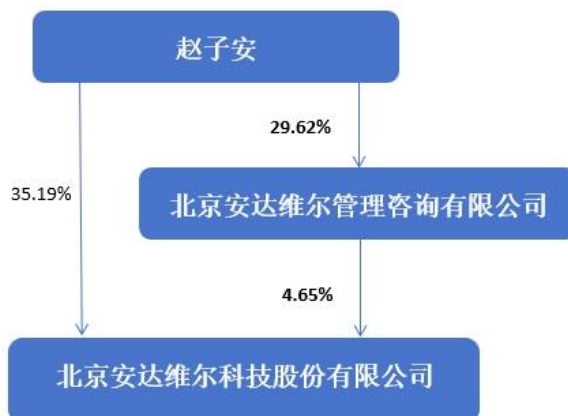 赵子安
29.62%
35.19%
北京安达维尔管理咨询有限公司
4.65%
北京安达维尔科技股份有限公司